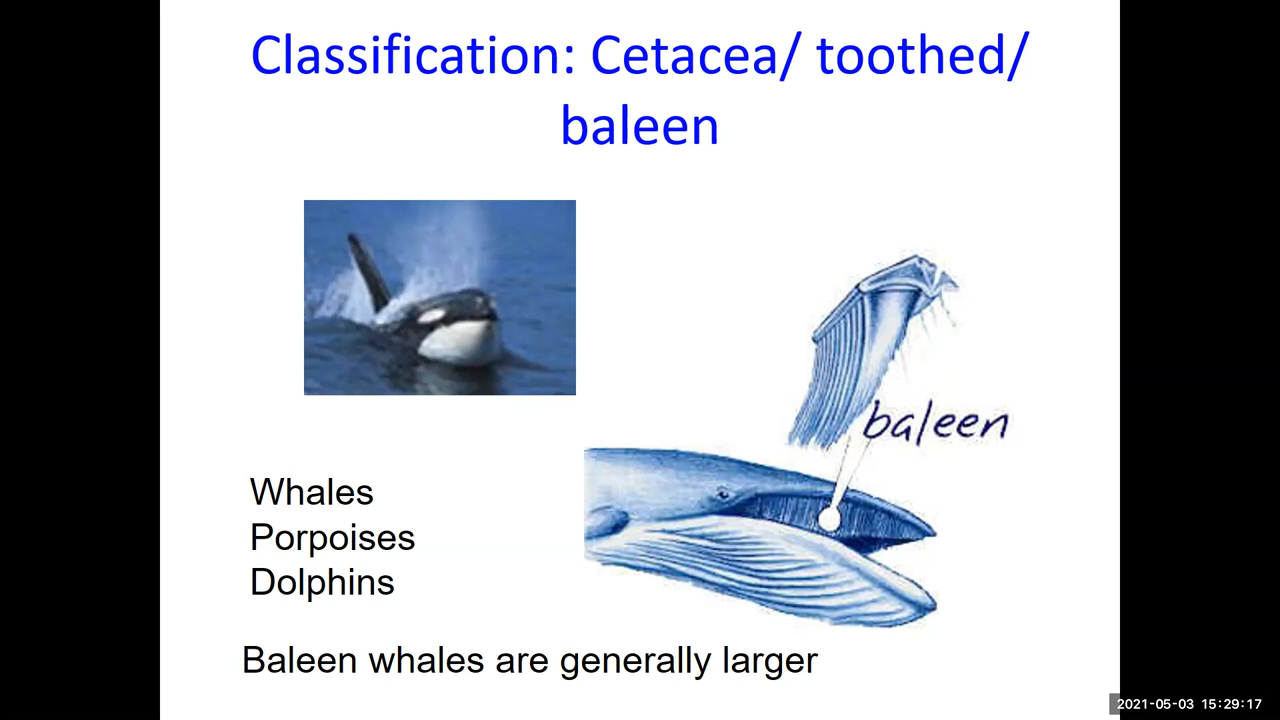 Classification: Cetacea/ toothed/
baleen
baleen
Whales
Porpoises
Dolphins
Baleen whales are generally larger
2021-05-03 15:29:17